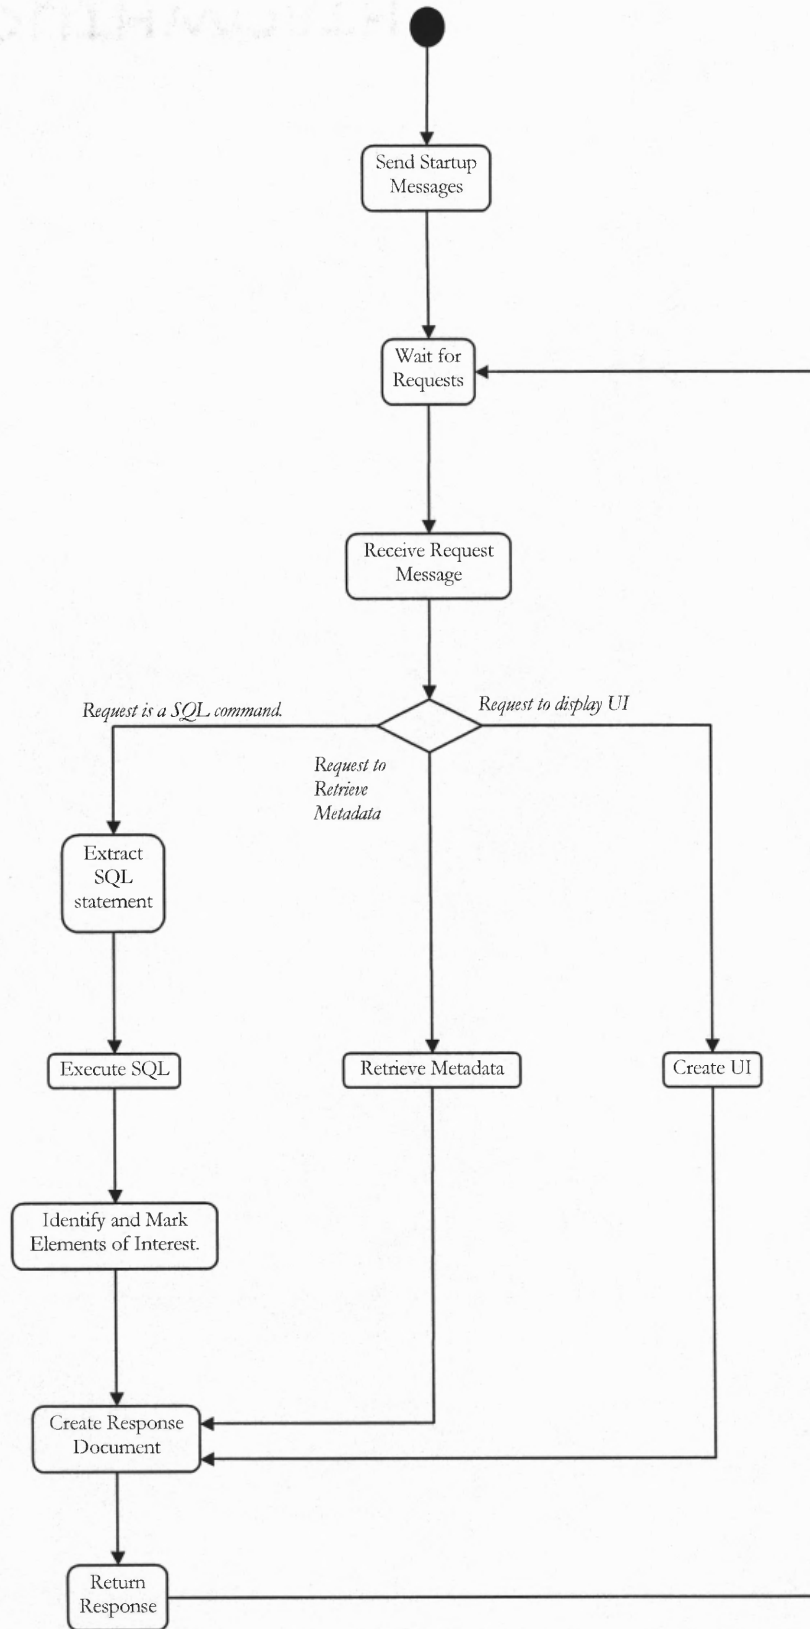 Send Startup
Messages
Wait for
Requests
Receive Request
Message
Request is a SQL command.
Request to display UI
Request to
Retrieve
Metadata
Extract
SQL
statement
Execute SQL
Retrieve Metadata
Create UI
Identify and Mark
Elements of Interest.
Create Response
Document
Return
Response